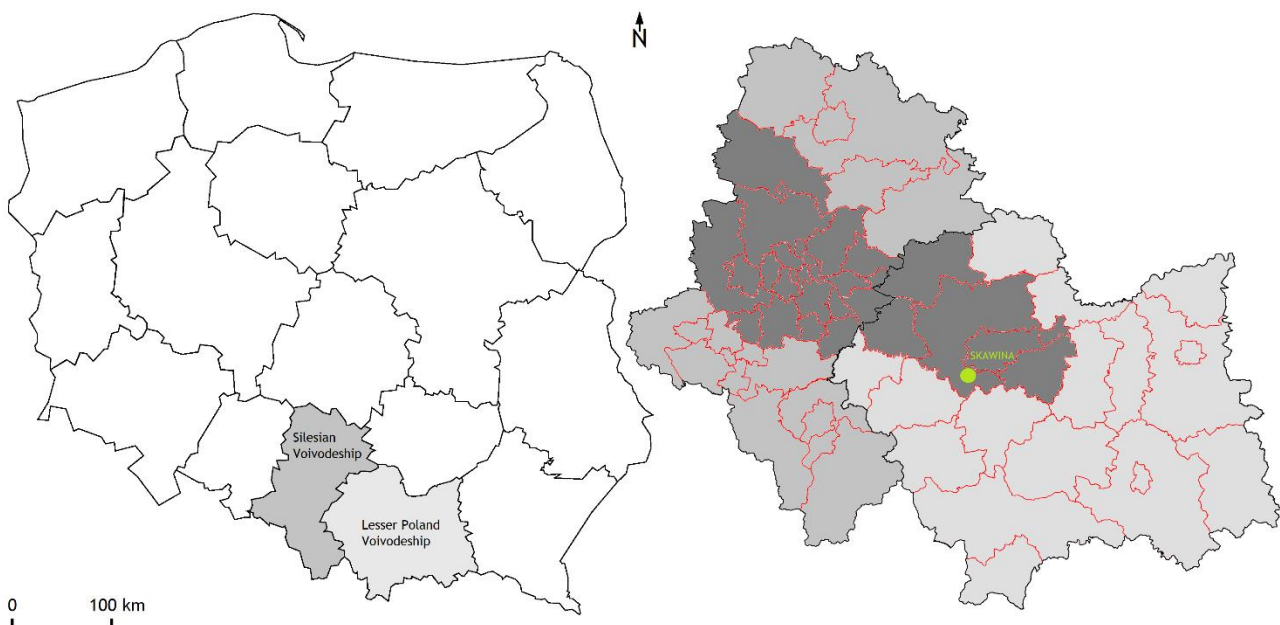 N
Silesian
Voivodeship
SKAWINA
Lesser Poland
Voivodeship
0 100 km